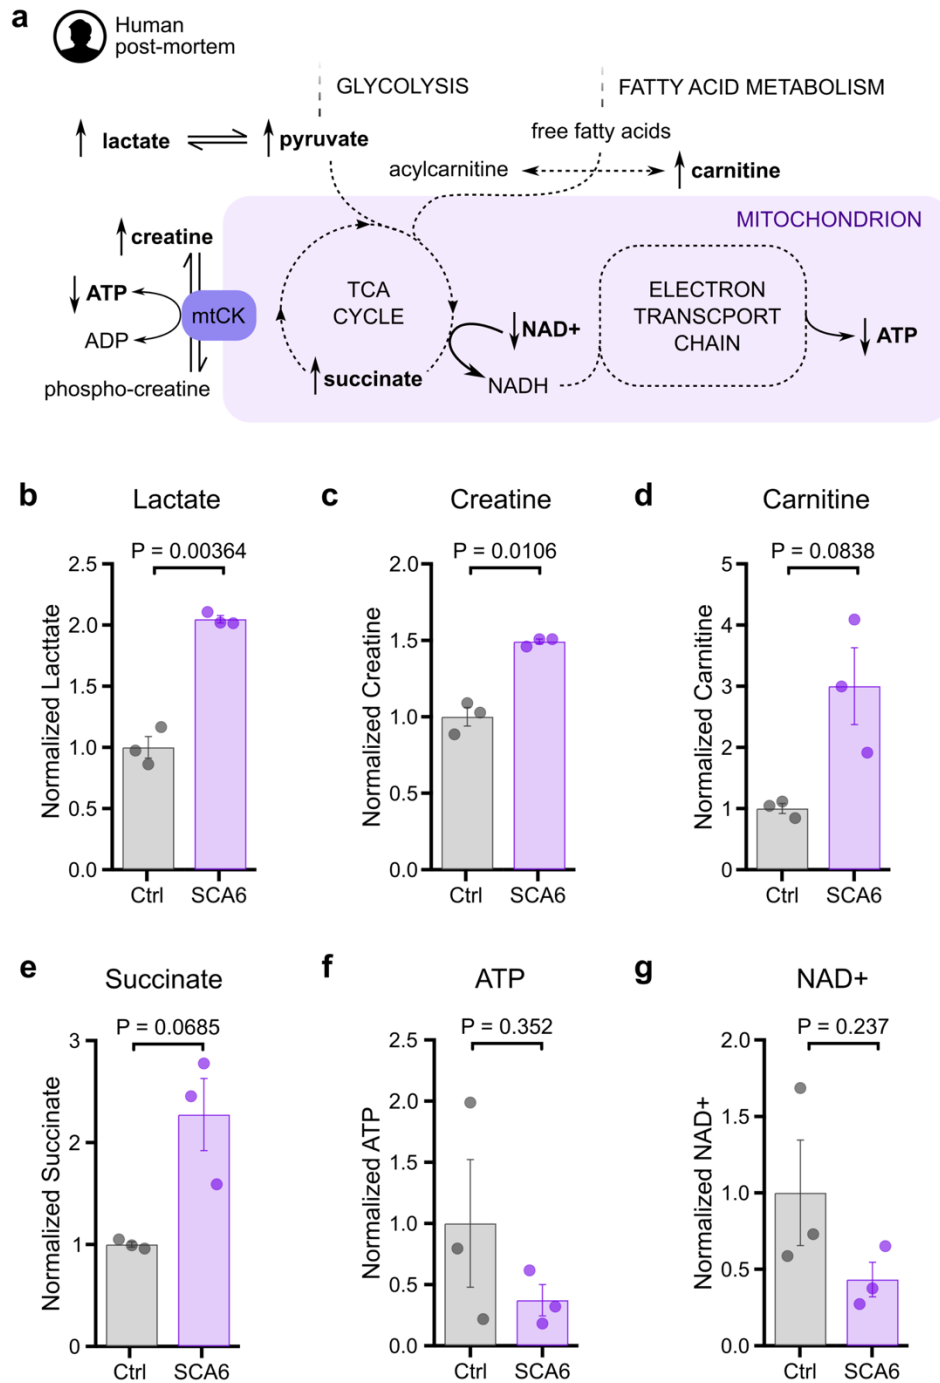 a
Human
post-mortem
GLYCOLYSIS
FATTY ACID METABOLISM
free fatty acids
lactate
pyruvate
acylcarnitine
carnitine
MITOCHONDRION
creatine
ATP
mtCK
ADP
phospho-creatine
TCA
CYCLE
succinate
NAD+
NADH
ELECTRON
TRANSCPORT
CHAIN
ATP
b
Lactate
P = 0.00364
Normalized Lacttate
2.5
2.0
1.5
1.0
0.5
0.0
Ctrl
SCA6
c
Creatine
P = 0.0106
Normalized Creatine
2.0
1.5
1.0
0.5
0.0
Ctrl
SCA6
d
Carnitine
P = 0.0838
Normalized Carnitine
5
4
3
2
1
0
Ctrl
SCA6
e
Succinate
P = 0.0685
Normalized Succinate
3
2
1
0
Ctrl
SCA6
f
ATP
P = 0.352
Normalized ATP
2.5
2.0
1.5
1.0
0.5
0.0
Ctrl
SCA6
g
NAD+
P = 0.237
Normalized NAD+
2.0
1.5
1.0
0.5
0.0
Ctrl
SCA6